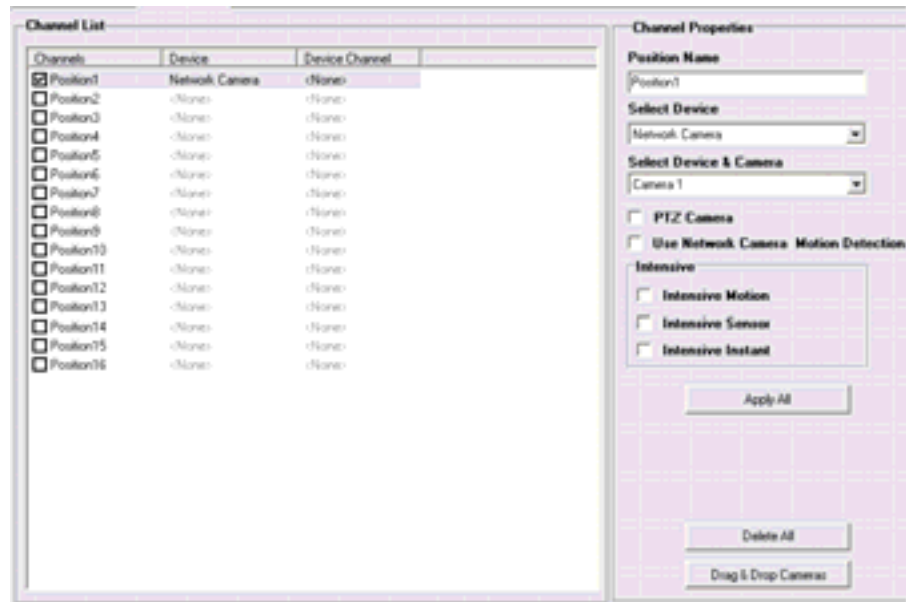 Channel List
Channels Device Device Channel
Position1 Network Camera <None>
Position2 <None> <None>
Position3 <None> <None>
Position4 <None> <None>
Position5 <None> <None>
Position6 <None> <None>
Position7 <None> <None>
Position8 <None> <None>
Position9 <None> <None>
Position10 <None> <None>
Position11 <None> <None>
Position12 <None> <None>
Position13 <None> <None>
Position14 <None> <None>
Position15 <None> <None>
Position16 <None> <None>
Channel Properties
Position Name
Position1
Select Device
Network Camera
Select Device & Camera
Camera 1
PTZ Camera
Use Network Camera Motion Detection
Intensive
Intensive Motion
Intensive Sensor
Intensive Instant
Apply All
Delete All
Drag & Drop Cameras